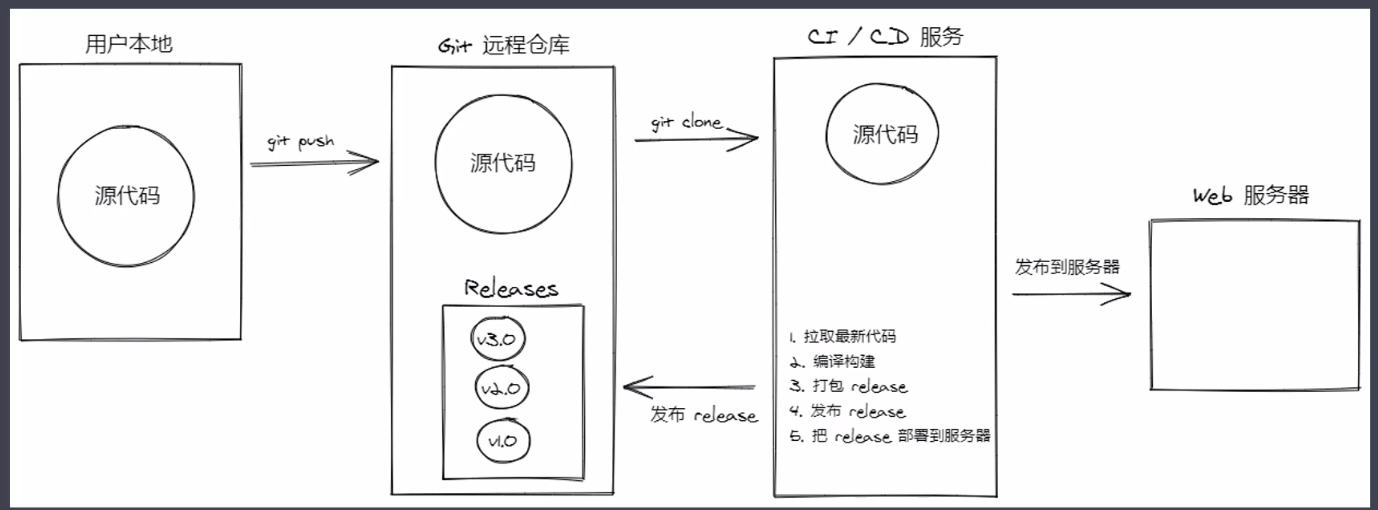 用户本地
源代码
git push
Git 远程仓库
源代码
Releases
v3.0
v2.0
v1.0
git clone
发布 release
CI / CD 服务
源代码
1. 拉取最新代码
2. 编译构建
3. 打包 release
4. 发布 release
5. 把 release 部署到服务器
发布到服务器
Web 服务器